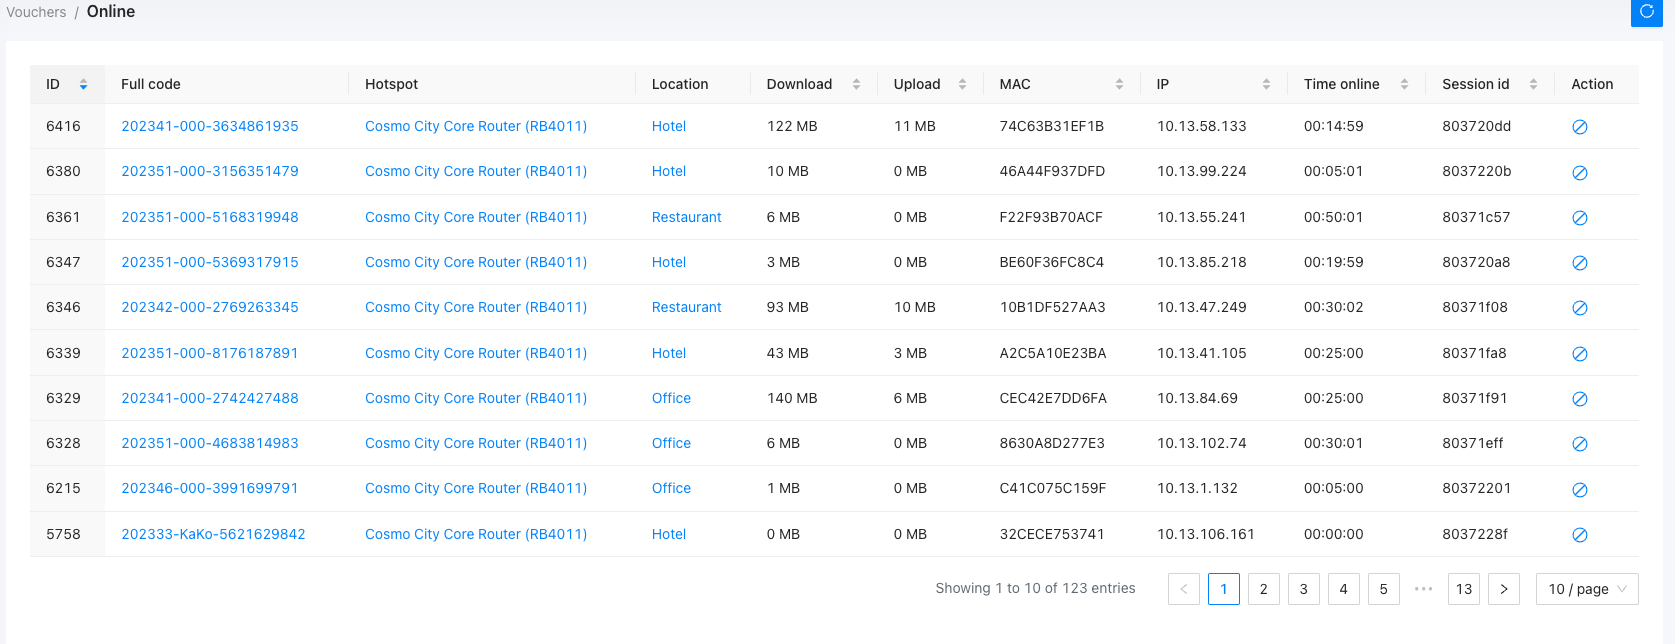 Vouchers / Online
ID Full code Hotspot Location Download Upload MAC IP Time online Session id Action
6416 202341-000-3634861935 Cosmo City Core Router (RB4011) Hotel 122 MB 11 MB 74C63B31EF1B 10.13.58.133 00:14:59 803720dd
6380 202351-000-3156351479 Cosmo City Core Router (RB4011) Hotel 10 MB 0 MB 46A44F937DFD 10.13.99.224 00:05:01 8037220b
6361 202351-000-5168319948 Cosmo City Core Router (RB4011) Restaurant 6 MB 0 MB F22F93B70ACF 10.13.55.241 00:50:01 80371c57
6347 202351-000-5369317915 Cosmo City Core Router (RB4011) Hotel 3 MB 0 MB BE60F36FC8C4 10.13.85.218 00:19:59 803720a8
6346 202342-000-2769263345 Cosmo City Core Router (RB4011) Restaurant 93 MB 10 MB 10B1DF527AA3 10.13.47.249 00:30:02 80371f08
6339 202351-000-8176187891 Cosmo City Core Router (RB4011) Hotel 43 MB 3 MB A2C5A10E23BA 10.13.41.105 00:25:00 80371fa8
6329 202341-000-2742427488 Cosmo City Core Router (RB4011) Office 140 MB 6 MB CEC42E7DD6FA 10.13.84.69 00:25:00 80371f91
6328 202351-000-4683814983 Cosmo City Core Router (RB4011) Office 6 MB 0 MB 8630A8D277E3 10.13.102.74 00:30:01 80371eff
6215 202346-000-3991699791 Cosmo City Core Router (RB4011) Office 1 MB 0 MB C41C075C159F 10.13.1.132 00:05:00 80372201
5758 202333-KaKo-5621629842 Cosmo City Core Router (RB4011) Hotel 0 MB 0 MB 32CECE753741 10.13.106.161 00:00:00 8037228f
Showing 1 to 10 of 123 entries < 1 2 3 4 5 ••• 13 > 10 / page